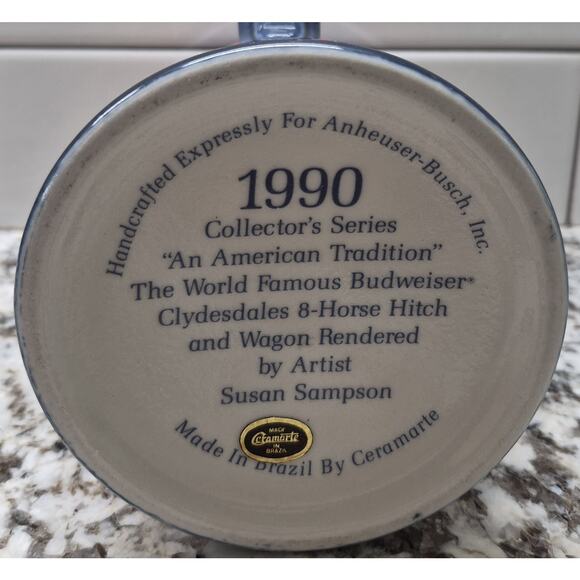 Handcrafted Expressly For Anheuser-Busch, Inc.
1990
Collector's Series
"An American Tradition"
The World Famous Budweiser®
Clydesdales 8-Horse Hitch
and Wagon Rendered
by Artist
Susan Sampson
MADE
Ceramarte
IN
BRAZIL
Made In Brazil By Ceramarte